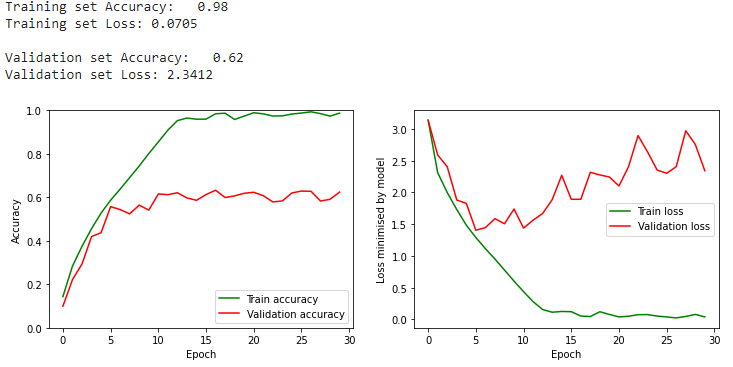 Training set Accuracy: 0.98
Training set Loss: 0.0705
Validation set Accuracy: 0.62
Validation set Loss: 2.3412
1.0
0.8
0.6
0.4
0.2
0.0
Accuracy
0 5 10 15 20 25 30
Epoch
Train accuracy
Validation accuracy
3.0
2.5
2.0
1.5
1.0
0.5
0.0
Loss minimised by model
0 5 10 15 20 25 30
Epoch
Train loss
Validation loss